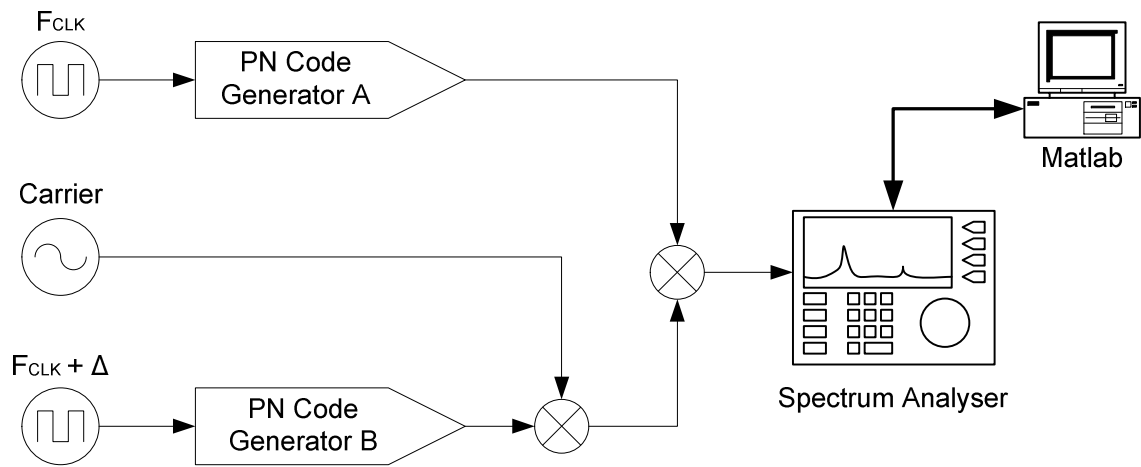 FCLK
PN Code
Generator A
Matlab
Carrier
FCLK + Δ
PN Code
Generator B
Spectrum Analyser